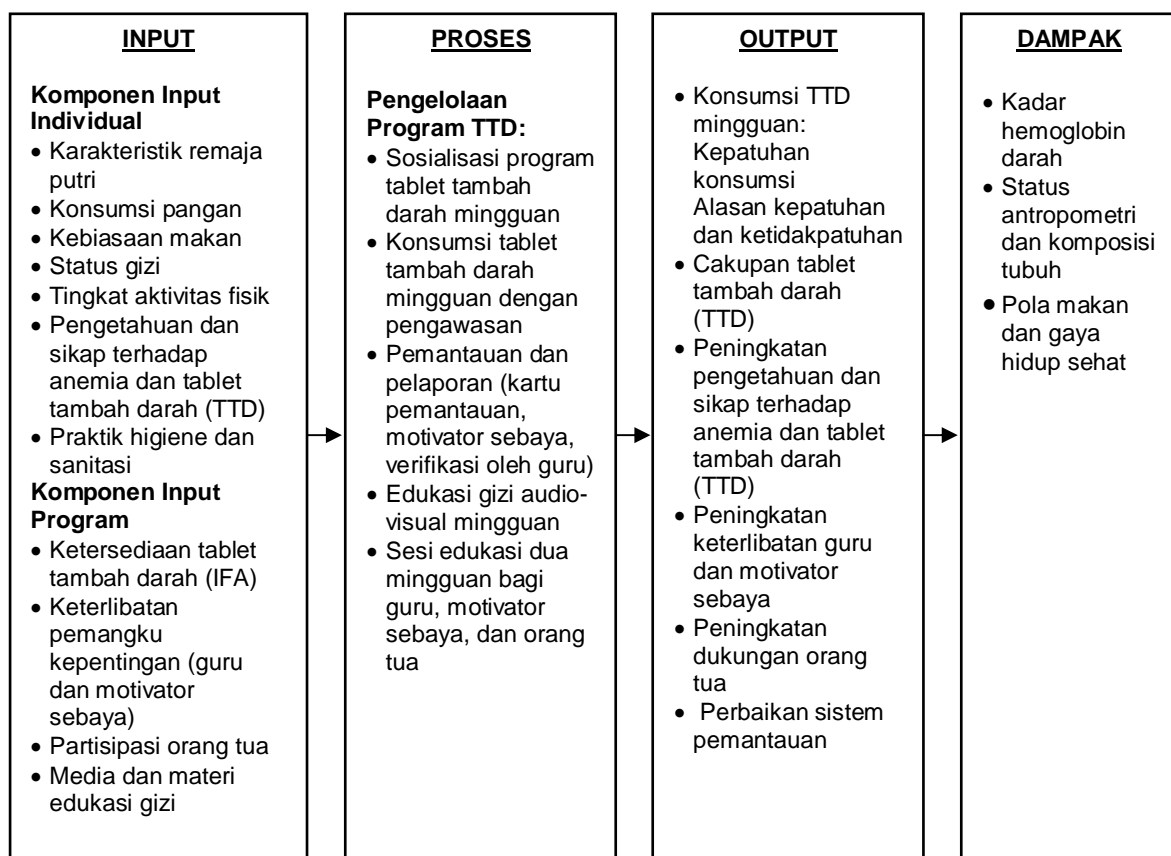 INPUT
Komponen Input
Individual
• Karakteristik remaja
putri
• Konsumsi pangan
• Kebiasaan makan
• Status gizi
• Tingkat aktivitas fisik
• Pengetahuan dan
sikap terhadap
anemia dan tablet
tambah darah (TTD)
• Praktik higiene dan
sanitasi
Komponen Input
Program
• Ketersediaan tablet
tambah darah (IFA)
• Keterlibatan
pemangku
kepentingan (guru
dan motivator
sebaya)
• Partisipasi orang tua
• Media dan materi
edukasi gizi
PROSES
Pengelolaan
Program TTD:
• Sosialisasi program
tablet tambah
darah mingguan
• Konsumsi tablet
tambah darah
mingguan dengan
pengawasan
• Pemantauan dan
pelaporan (kartu
pemantauan,
motivator sebaya,
verifikasi oleh guru)
• Edukasi gizi audio-
visual mingguan
• Sesi edukasi dua
mingguan bagi
guru, motivator
sebaya, dan orang
tua
OUTPUT
• Konsumsi TTD
mingguan:
Kepatuhan
konsumsi
Alasan kepatuhan
dan ketidakpatuhan
• Cakupan tablet
tambah darah
(TTD)
• Peningkatan
pengetahuan dan
sikap terhadap
anemia dan tablet
tambah darah
(TTD)
• Peningkatan
keterlibatan guru
dan motivator
sebaya
• Peningkatan
dukungan orang
tua
• Perbaikan sistem
pemantauan
DAMPAK
• Kadar
hemoglobin
darah
• Status
antropometri
dan komposisi
tubuh
• Pola makan
dan gaya
hidup sehat